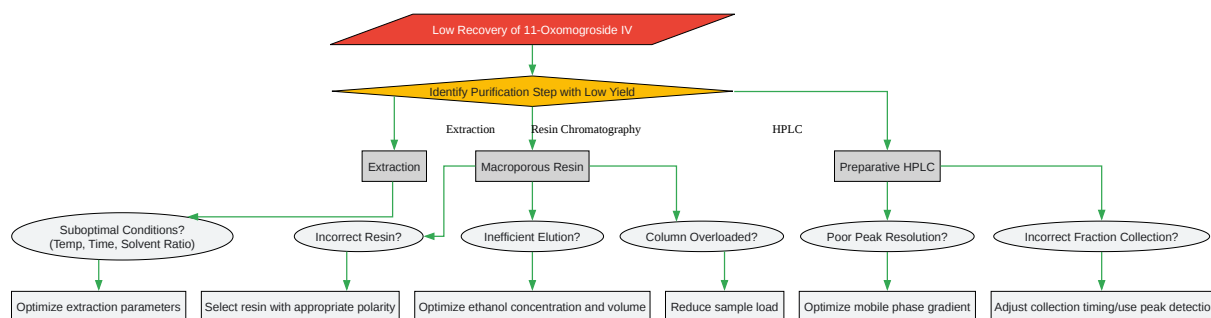 Low Recovery of 11-Oxomogroside IV
Identify Purification Step with Low Yield
Extraction
Resin Chromatography
HPLC
Extraction
Macroporous Resin
Preparative HPLC
Suboptimal Conditions?
(Temp, Time, Solvent Ratio)
Incorrect Resin?
Inefficient Elution?
Column Overloaded?
Poor Peak Resolution?
Incorrect Fraction Collection?
Optimize extraction parameters
Select resin with appropriate polarity
Optimize ethanol concentration and volume
Reduce sample load
Optimize mobile phase gradient
Adjust collection timing/use peak detection